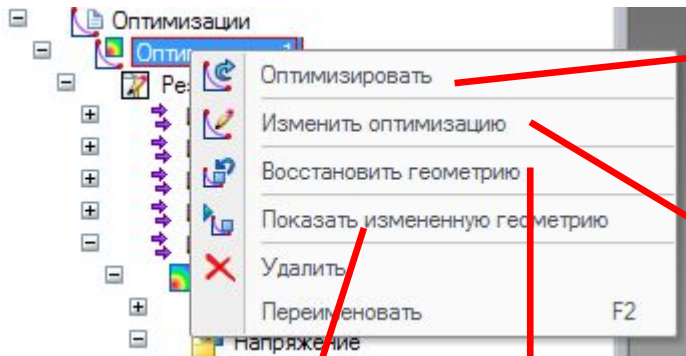 Оптимизации
Оптимизировать
Изменить оптимизацию
Восстановить геометрию
Показать измененную геометрию
Удалить
Переименовать F2
Напряжение